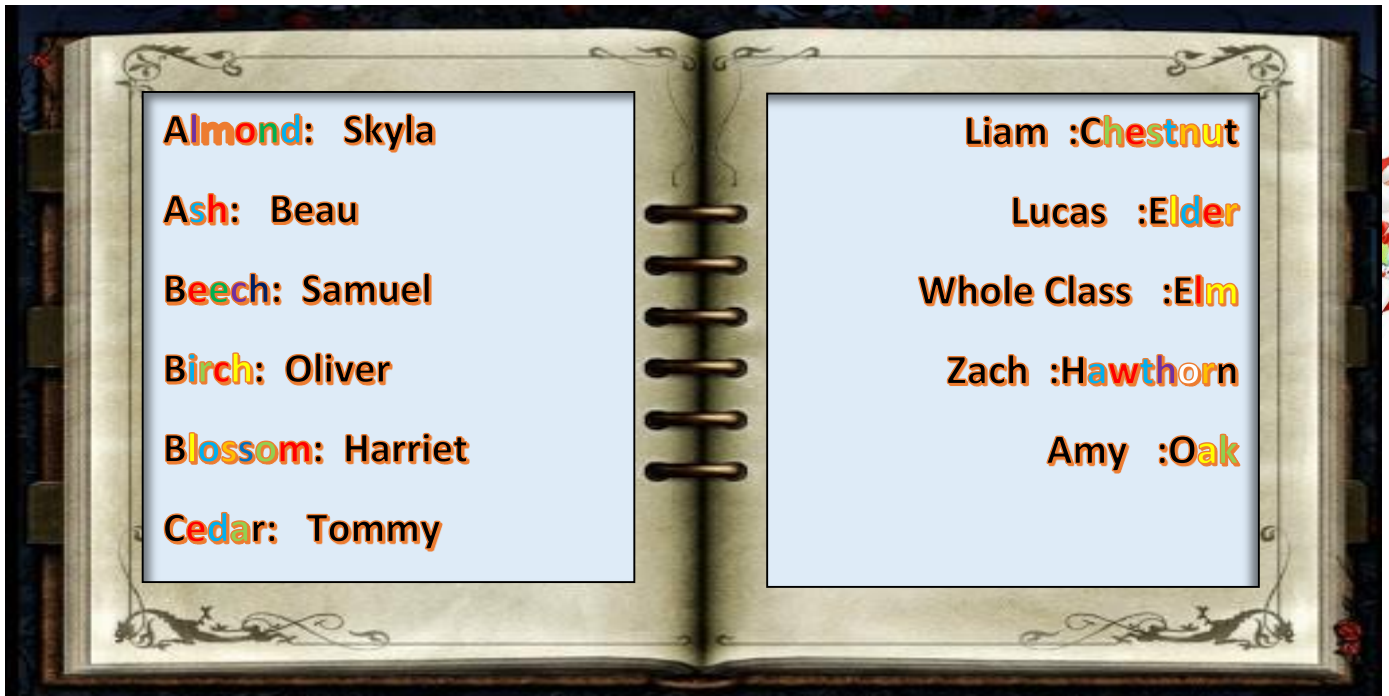 Almond: Skyla
Ash: Beau
Beech: Samuel
Birch: Oliver
Blossom: Harriet
Cedar: Tommy
Liam :Chestnut
Lucas :Elder
Whole Class :Elm
Zach :Hawthorn
Amy :Oak